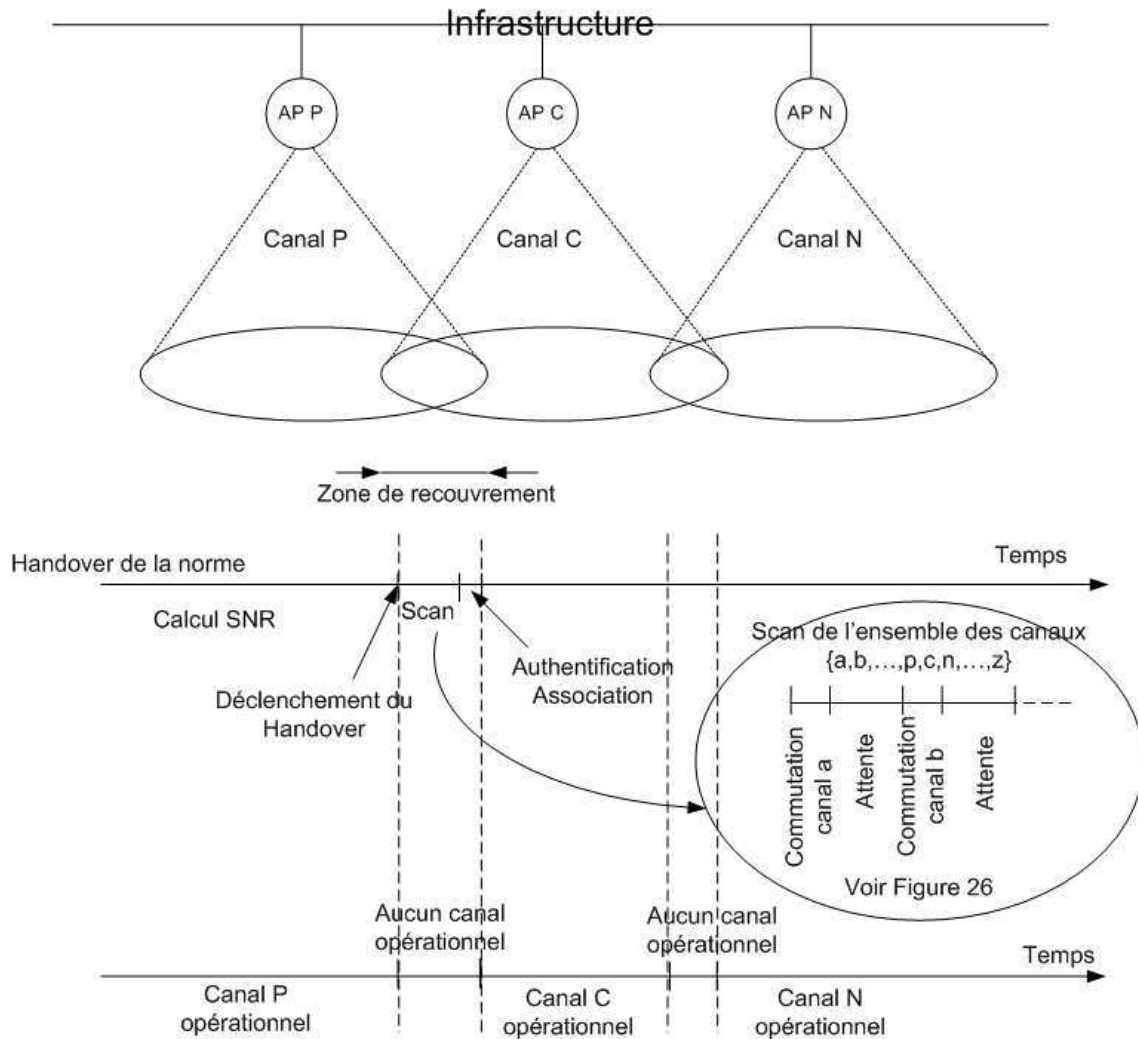 Infrastructure
AP P
AP C
AP N
Canal P
Canal C
Canal N
Zone de recouvrement
Handover de la norme
Temps
Calcul SNR
Scan
Déclenchement du
Handover
Authentification
Association
Scan de l'ensemble des canaux
{a,b,…,p,c,n,…,z}
Commutation
canal a
Attente
Commutation
canal b
Attente
Voir Figure 26
Aucun canal
opérationnel
Aucun canal
opérationnel
Temps
Canal P
opérationnel
Canal C
opérationnel
Canal N
opérationnel